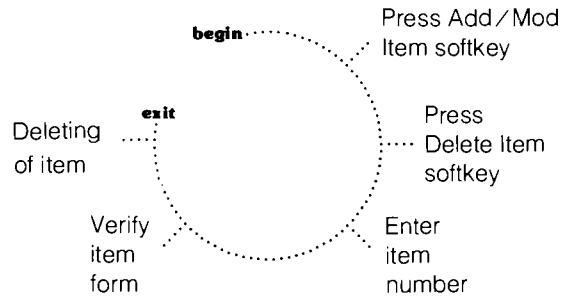 begin
Press Add/Mod
Item softkey
Press
Delete Item
softkey
Enter
item
number
Verify
item
form
Deleting
of item
exit